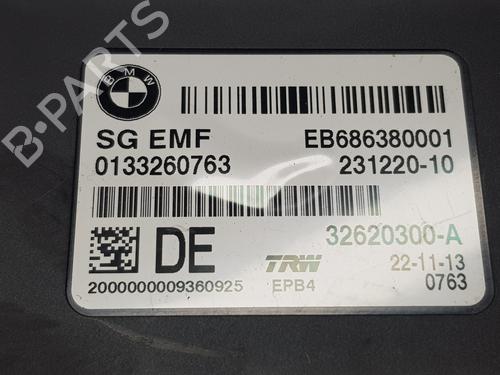 B-PARTS
BMW
SG EMF
EB686380001
0133260763
231220-10
32620300-A
DE
TRW
22-11-13
2000000009360925
EPB4
0763